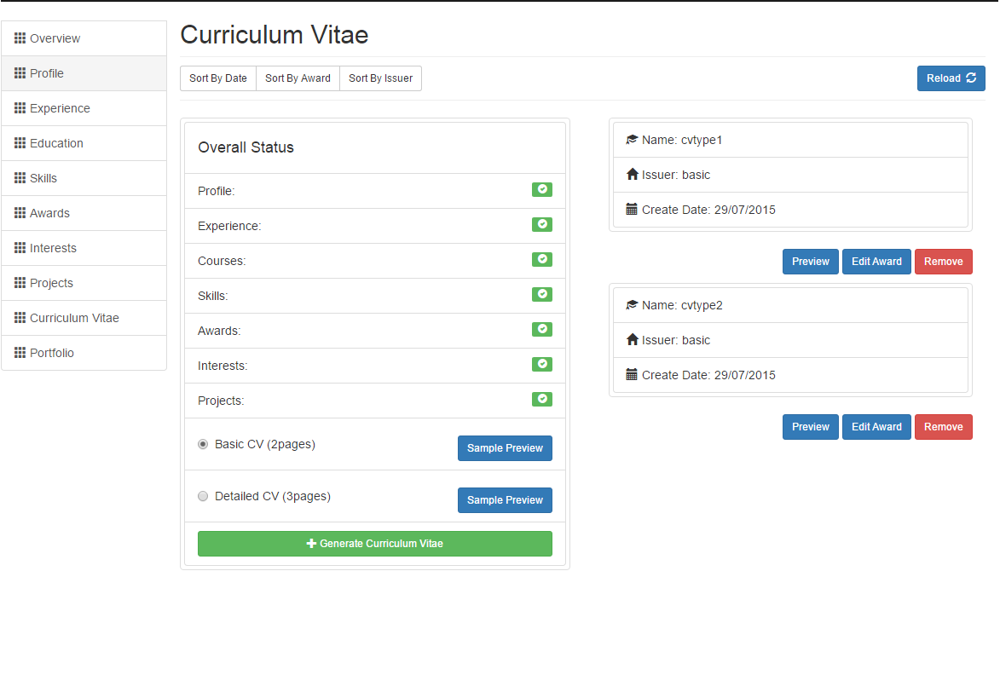 Overview
Profile
Experience
Education
Skills
Awards
Interests
Projects
Curriculum Vitae
Portfolio
Curriculum Vitae
Sort By Date Sort By Award Sort By Issuer
Reload
Overall Status
Profile:
Experience:
Courses:
Skills:
Awards:
Interests:
Projects:
Basic CV (2pages) Sample Preview
Detailed CV (3pages) Sample Preview
Generate Curriculum Vitae
Name: cvtype1
Issuer: basic
Create Date: 29/07/2015
Preview Edit Award Remove
Name: cvtype2
Issuer: basic
Create Date: 29/07/2015
Preview Edit Award Remove